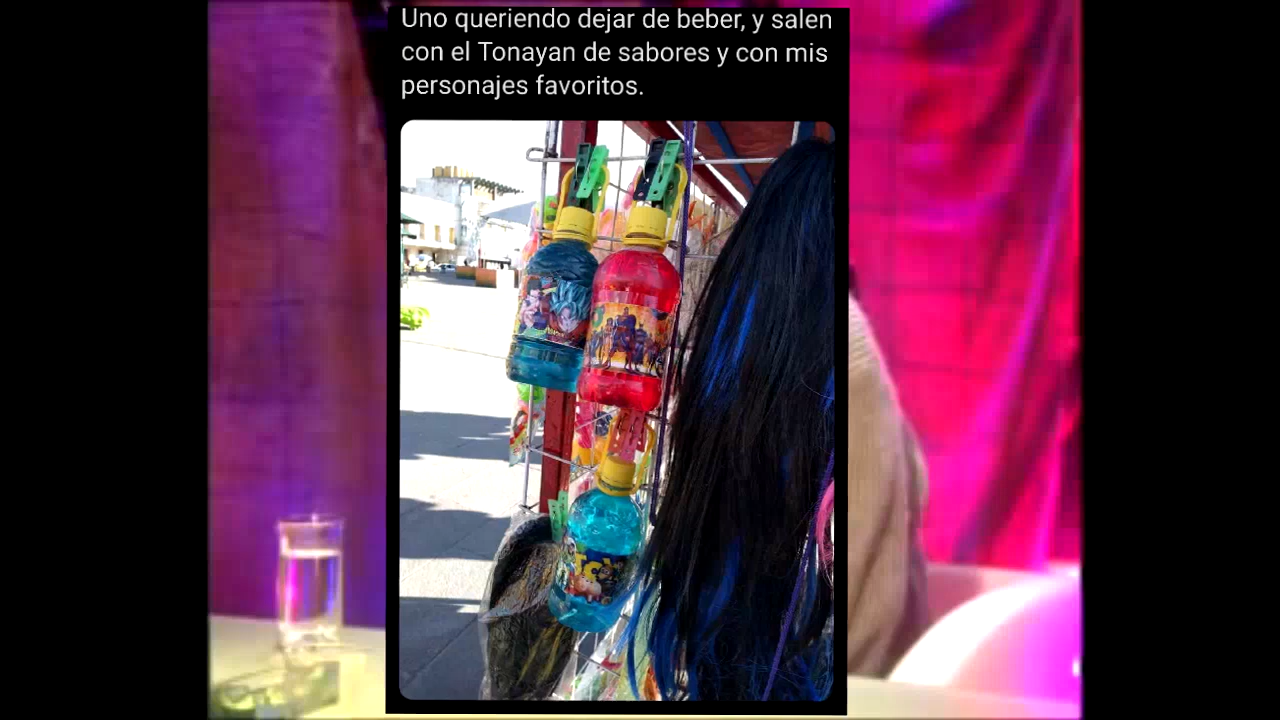 Uno queriendo dejar de beber, y salen
con el Tonayan de sabores y con mis
personajes favoritos.